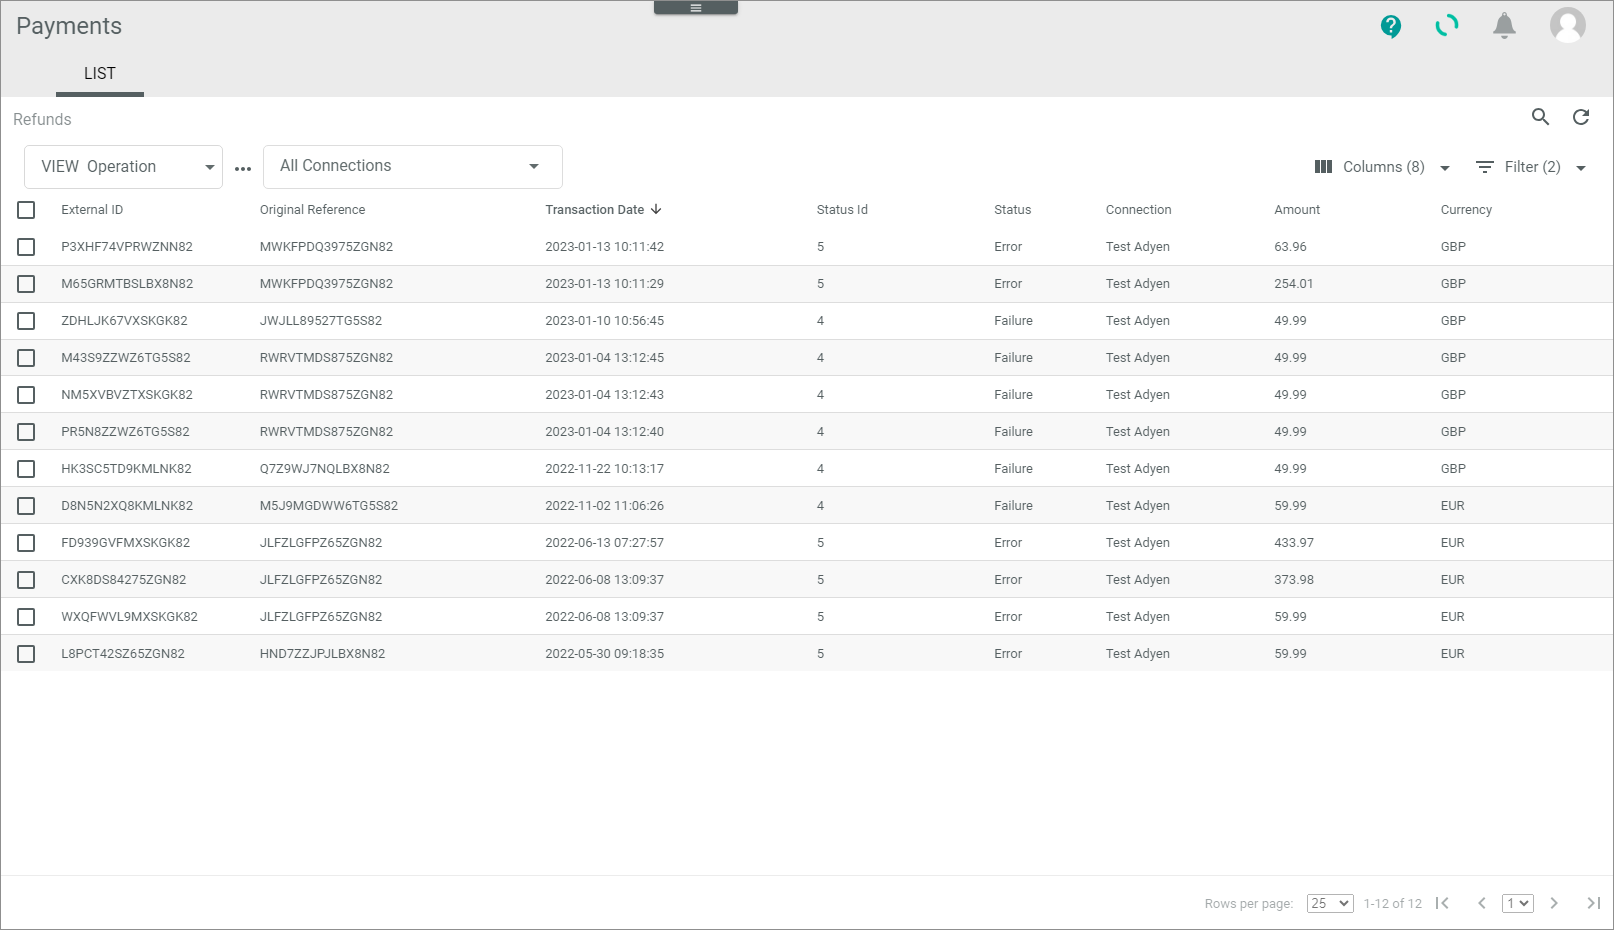 Payments
LIST
Refunds
VIEW Operation
All Connections
Columns (8)
Filter (2)
External ID Original Reference Transaction Date Status Id Status Connection Amount Currency
P3XHF74VPRWZNN82 MWKFPDQ3975ZGN82 2023-01-13 10:11:42 5 Error Test Adyen 63.96 GBP
M65GRMTBSLBX8N82 MWKFPDQ3975ZGN82 2023-01-13 10:11:29 5 Error Test Adyen 254.01 GBP
ZDHLJK67VXSKGK82 JWJLL89527TG5S82 2023-01-10 10:56:45 4 Failure Test Adyen 49.99 GBP
M43S9ZZWZ6TG5S82 RWRVTMDS875ZGN82 2023-01-04 13:12:45 4 Failure Test Adyen 49.99 GBP
NM5XVBVZTXSKGK82 RWRVTMDS875ZGN82 2023-01-04 13:12:43 4 Failure Test Adyen 49.99 GBP
PR5N8ZZWZ6TG5S82 RWRVTMDS875ZGN82 2023-01-04 13:12:40 4 Failure Test Adyen 49.99 GBP
HK3SC5TD9KMLNK82 Q7Z9WJ7NQLBX8N82 2022-11-22 10:13:17 4 Failure Test Adyen 49.99 GBP
D8N5N2XQ8KMLNK82 M5J9MGDWW6TG5S82 2022-11-02 11:06:26 4 Failure Test Adyen 59.99 EUR
FD939GVFMXSKGK82 JLFZLGFPZ65ZGN82 2022-06-13 07:27:57 5 Error Test Adyen 433.97 EUR
CXK8DS84275ZGN82 JLFZLGFPZ65ZGN82 2022-06-08 13:09:37 5 Error Test Adyen 373.98 EUR
WXQFWVL9MXSKGK82 JLFZLGFPZ65ZGN82 2022-06-08 13:09:37 5 Error Test Adyen 59.99 EUR
L8PCT42SZ65ZGN82 HND7ZZJPJLBX8N82 2022-05-30 09:18:35 5 Error Test Adyen 59.99 EUR
Rows per page: 25 1-12 of 12 1